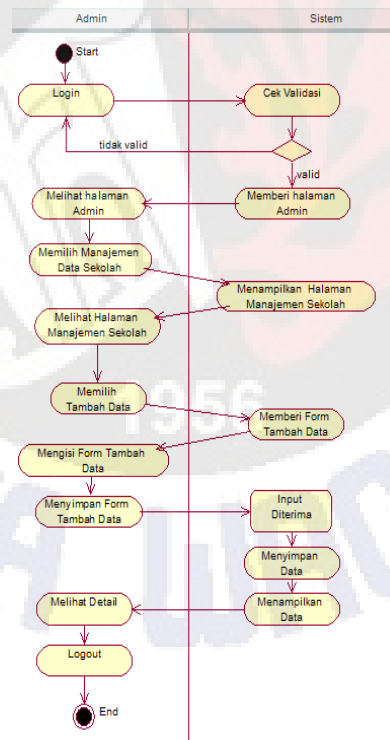 Admin
Sistem
Start
Login
Cek Validasi
tidak valid
valid
Melihat halaman
Admin
Memberi halaman
Admin
Memilih Manajemen
Data Sekolah
Menampilkan Halaman
Manajemen Sekolah
Melihat Halaman
Manajemen Sekolah
Memilih
Tambah Data
Memberi Form
Tambah Data
Mengisi Form Tambah
Data
Menyimpan Form
Tambah Data
Input
Diterima
Menyimpan
Data
Menampilkan
Data
Melihat Detail
Logout
End
1956